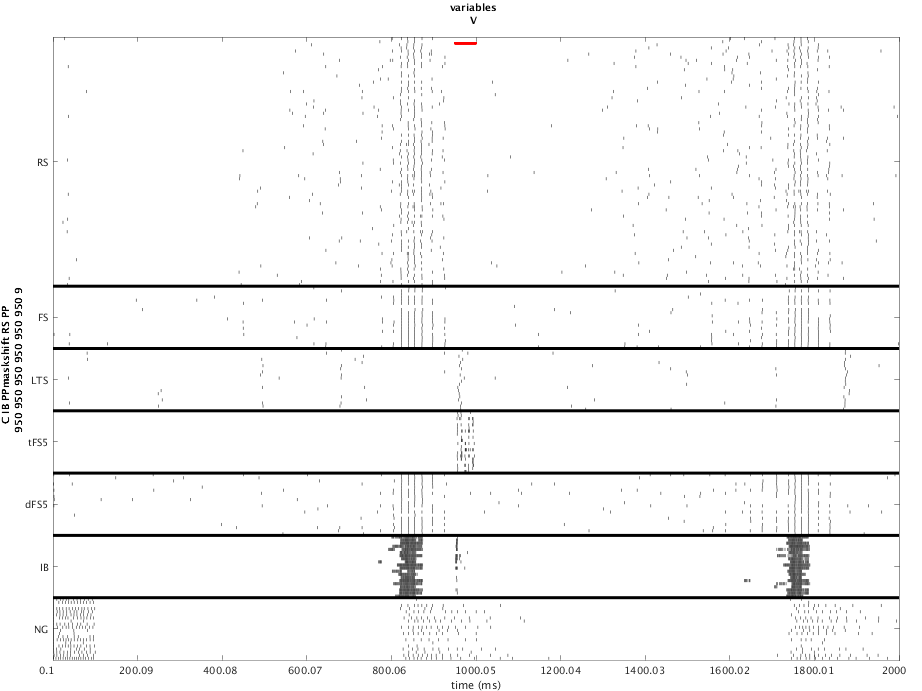 variables
V
RS
FS
LTS
tFS5
dFS5
IB
NG
C IB PPmaskshift RS PP
950 950 950 950 950 950 950 9
0.1 200.09 400.08 600.07 800.06 1000.05 1200.04 1400.03 1600.02 1800.01 2000
time (ms)